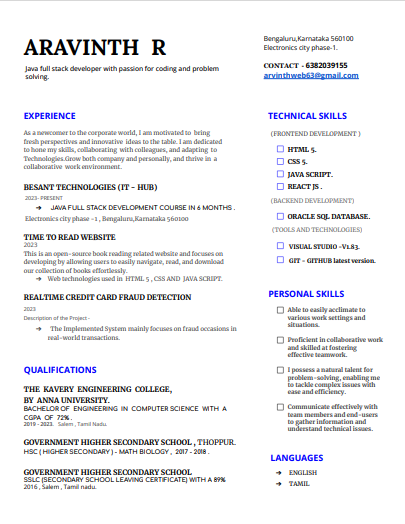 ARAVINTH R
Java full stack developer with passion for coding and problem
solving.
Bengaluru,Karnataka 560100
Electronics city phase-1.
CONTACT - 6382039155
arvinthweb63@gmail.com
EXPERIENCE
As a newcomer to the corporate world, I am motivated to bring
fresh perspectives and innovative ideas to the table. I am dedicated
to hone my skills, collaborating with colleagues, and adapting to
Technologies.Grow both company and personally, and thrive in a
collaborative work environment.
BESANT TECHNOLOGIES (IT - HUB)
2023- PRESENT
➔ JAVA FULL STACK DEVELOPMENT COURSE IN 6 MONTHS .
Electronics city phase -1 , Bengaluru,Karnataka 560100
TIME TO READ WEBSITE
2023
This is an open-source book reading related website and focuses on
developing by allowing users to easily navigate, read, and download
our collection of books effortlessly.
➔ Web technologies used in HTML 5 , CSS AND JAVA SCRIPT.
REALTIME CREDIT CARD FRAUD DETECTION
2023
Description of the Project -
➔ The Implemented System mainly focuses on fraud occasions in
real-world transactions.
QUALIFICATIONS
THE KAVERY ENGINEERING COLLEGE,
BY ANNA UNIVERSITY.
BACHELOR OF ENGINEERING IN COMPUTER SCIENCE WITH A
CGPA OF 72% .
2019 - 2023 Salem , Tamil Nadu.
GOVERNMENT HIGHER SECONDARY SCHOOL , THOPPUR.
HSC ( HIGHER SECONDARY ) - MATH BIOLOGY , 2017 - 2018 .
GOVERNMENT HIGHER SECONDARY SCHOOL
SSLC (SECONDARY SCHOOL LEAVING CERTIFICATE) WITH A 89%
2016 , Salem , Tamil nadu.
TECHNICAL SKILLS
(FRONTEND DEVELOPMENT )
HTML 5.
CSS 5.
JAVA SCRIPT.
REACT JS .
(BACKEND DEVELOPMENT)
ORACLE SQL DATABASE.
(TOOLS AND TECHNOLOGIES)
VISUAL STUDIO -V1.83.
GIT - GITHUB latest version.
PERSONAL SKILLS
Able to easily acclimate to
various work settings and
situations.
Proficient in collaborative work
and skilled at fostering
effective teamwork.
I possess a natural talent for
problem-solving, enabling me
to tackle complex issues with
ease and efficiency.
Communicate effectively with
team members and end-users
to gather information and
understand technical issues.
LANGUAGES
➔ ENGLISH
➔ TAMIL